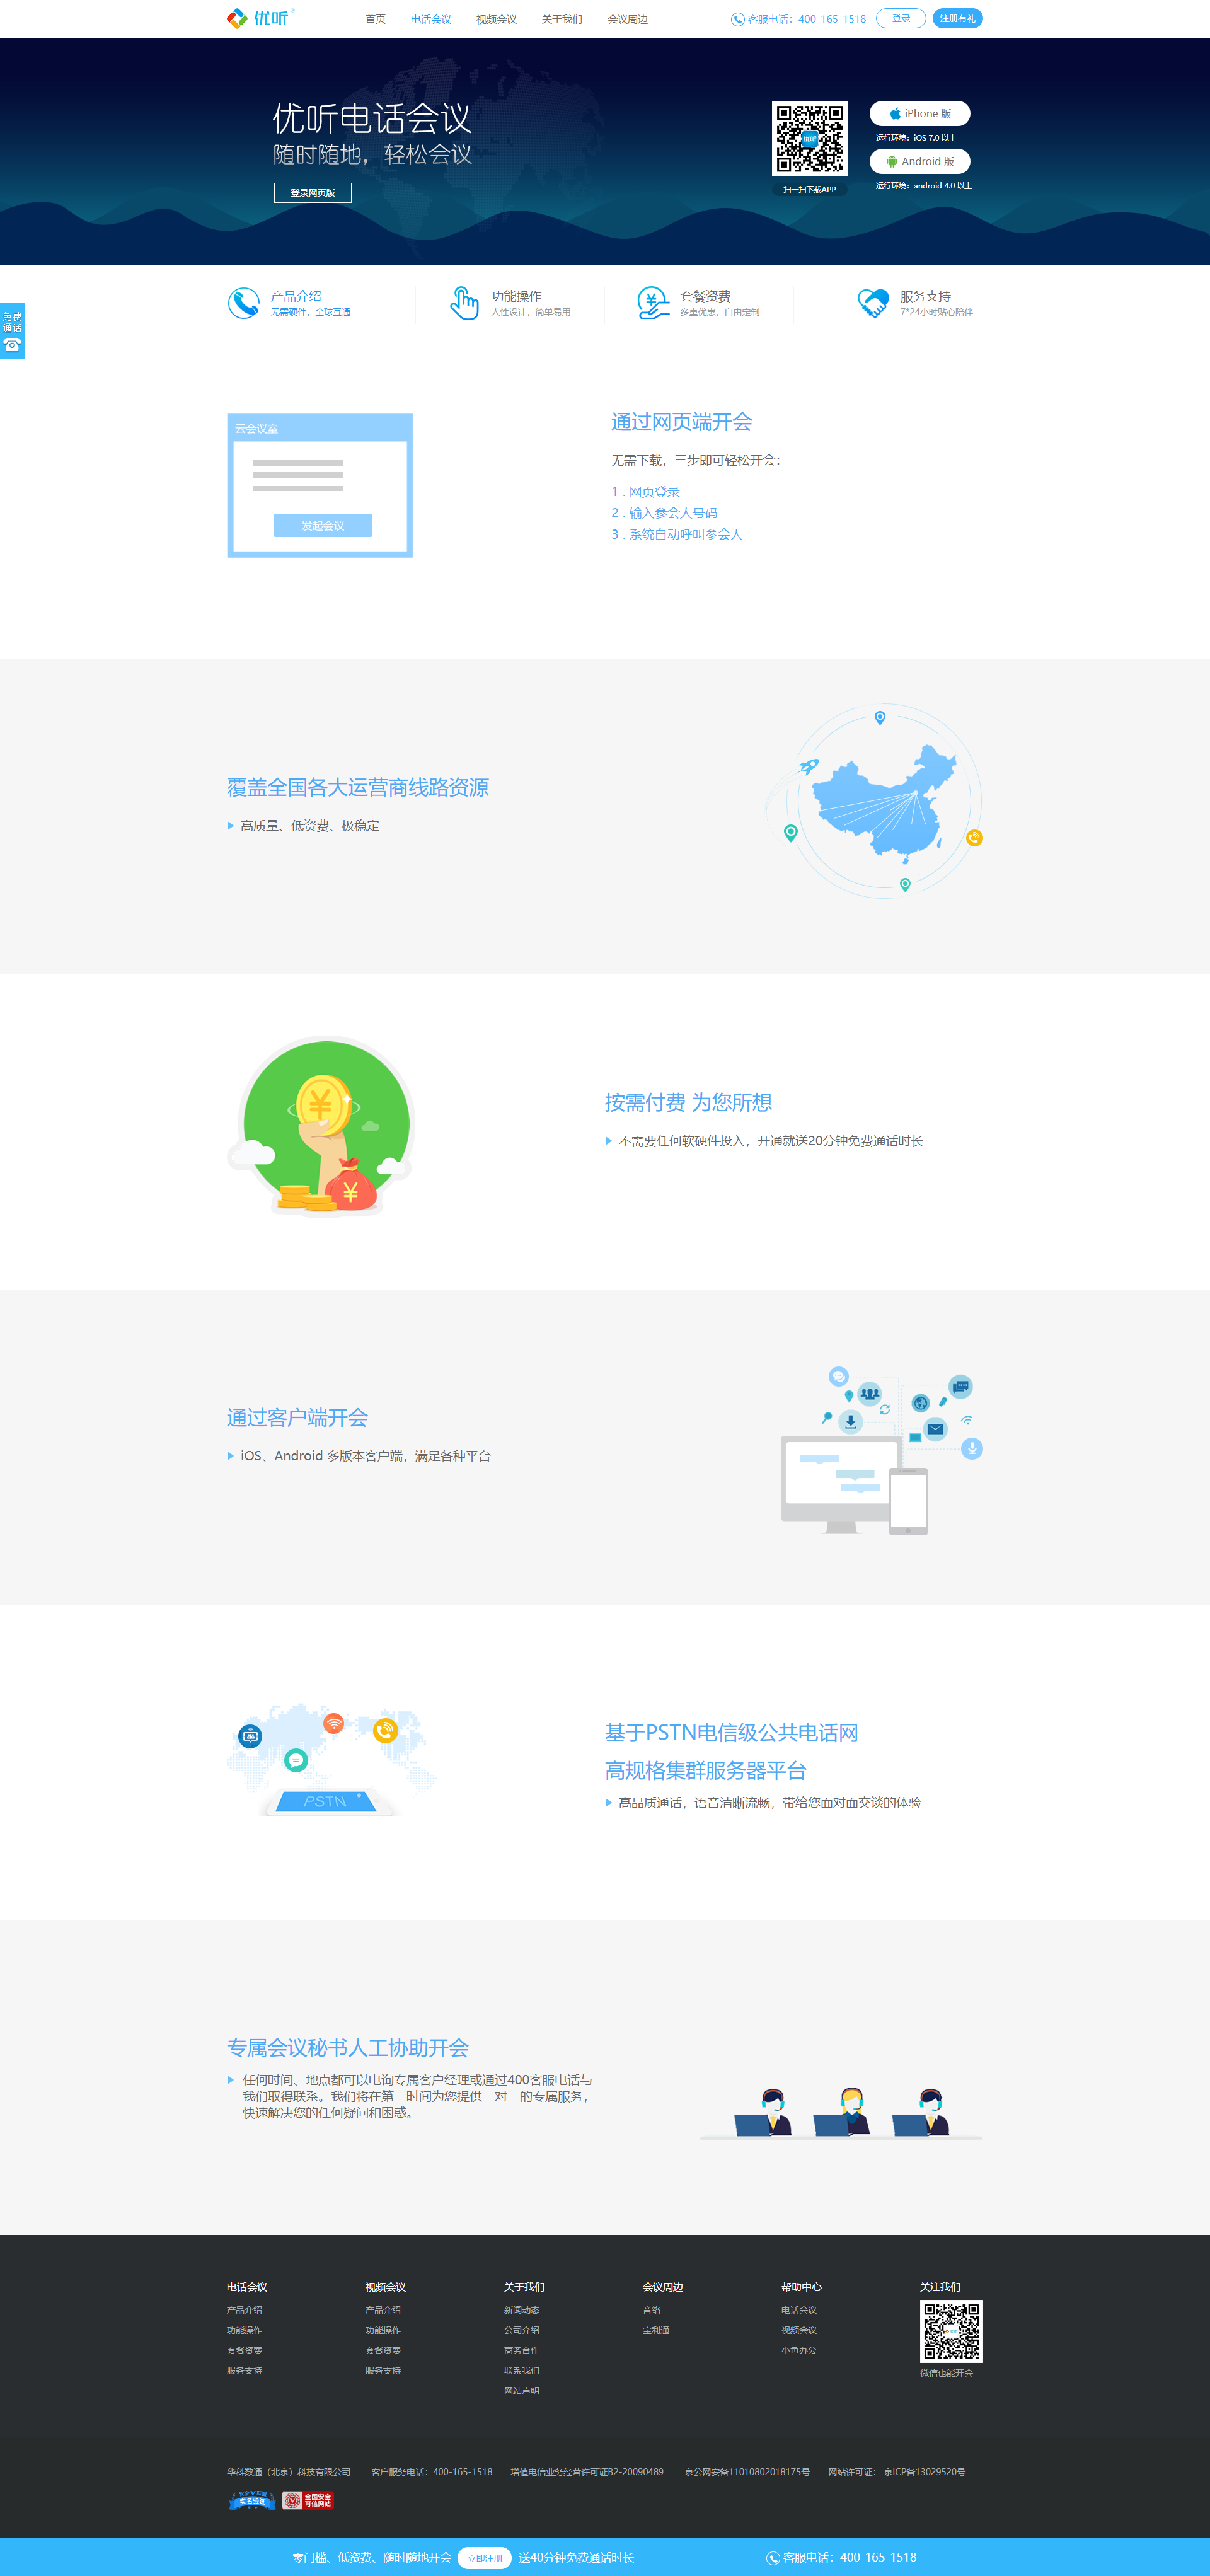 优听®
首页 电话会议 视频会议 关于我们 会议周边
客服电话：400-165-1518 登录 注册有礼
优听电话会议
随时随地，轻松会议
登录网页版
优听
扫一扫下载APP
iPhone 版
运行环境：iOS 7.0 以上
Android 版
运行环境：android 4.0 以上
免费
通话
产品介绍
无需硬件，全球互通
功能操作
人性设计，简单易用
套餐资费
多重优惠，自由定制
服务支持
7*24小时贴心陪伴
云会议室
发起会议
通过网页端开会
无需下载，三步即可轻松开会：
1 . 网页登录
2 . 输入参会人号码
3 . 系统自动呼叫参会人
覆盖全国各大运营商线路资源
高质量、低资费、极稳定
按需付费 为您所想
不需要任何软硬件投入，开通就送20分钟免费通话时长
通过客户端开会
iOS、Android 多版本客户端，满足各种平台
PSTN
基于PSTN电信级公共电话网
高规格集群服务器平台
高品质通话，语音清晰流畅，带给您面对面交谈的体验
专属会议秘书人工协助开会
任何时间、地点都可以电询专属客户经理或通过400客服电话与
我们取得联系。我们将在第一时间为您提供一对一的专属服务，
快速解决您的任何疑问和困惑。
电话会议
产品介绍
功能操作
套餐资费
服务支持
视频会议
产品介绍
功能操作
套餐资费
服务支持
关于我们
新闻动态
公司介绍
商务合作
联系我们
网站声明
会议周边
音络
宝利通
帮助中心
电话会议
视频会议
小鱼办公
关注我们
微信也能开会
华科数通（北京）科技有限公司 客户服务电话：400-165-1518 增值电信业务经营许可证B2-20090489 京公网安备11010802018175号 网站许可证： 京ICP备13029520号
安全联盟
实名验证
全国安全
可值网站
零门槛、低资费、随时随地开会 立即注册 送40分钟免费通话时长 客服电话：400-165-1518